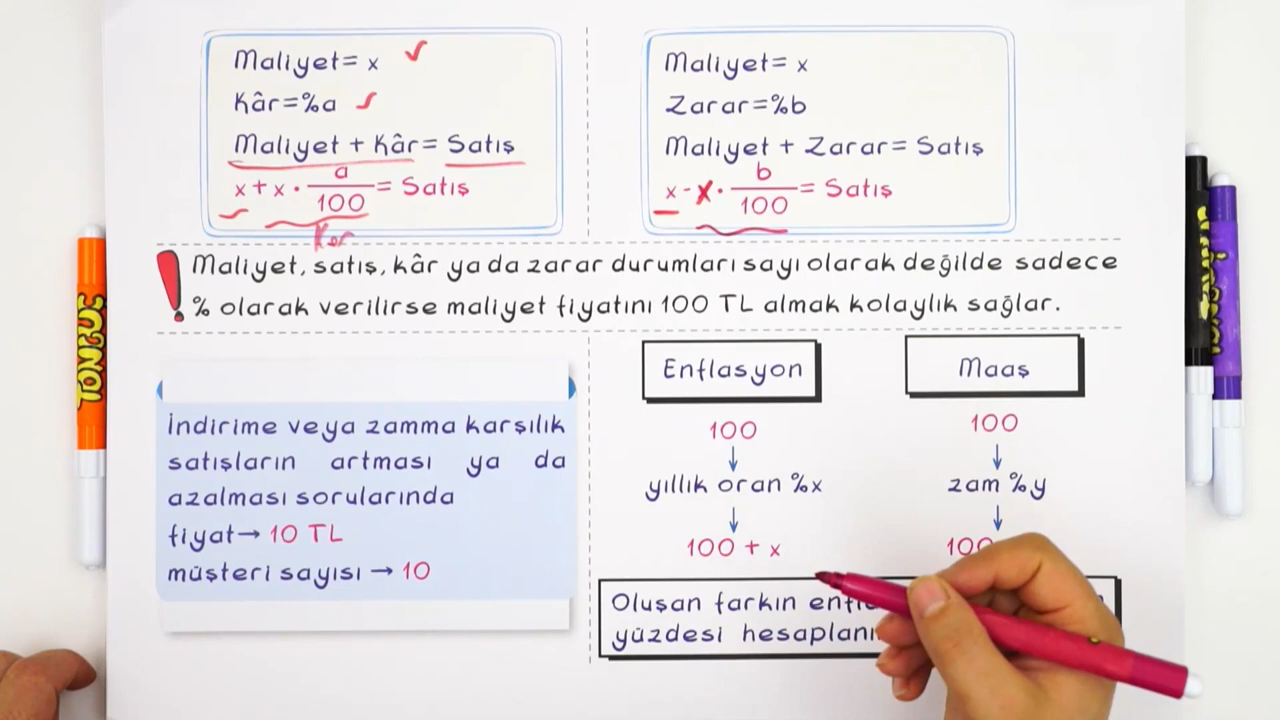 Maliyet= x
Kâr=%a
Maliyet + Kâr= Satış
x + x · a/100 = Satış
Kar
Maliyet= x
Zarar=%b
Maliyet + Zarar= Satış
x - x · b/100 = Satış
Maliyet, satış, kâr ya da zarar durumları sayı olarak değilde sadece
% olarak verilirse maliyet fiyatını 100 TL almak kolaylık sağlar.
İndirime veya zamma karşılık
satışların artması ya da
azalması sorularında
fiyat→ 10 TL
müşteri sayısı → 10
Enflasyon
100
↓
yıllık oran %x
↓
100 + x
Maaş
100
↓
zam %y
↓
100
Oluşan farkın
yüzdesi
TONGUÇ